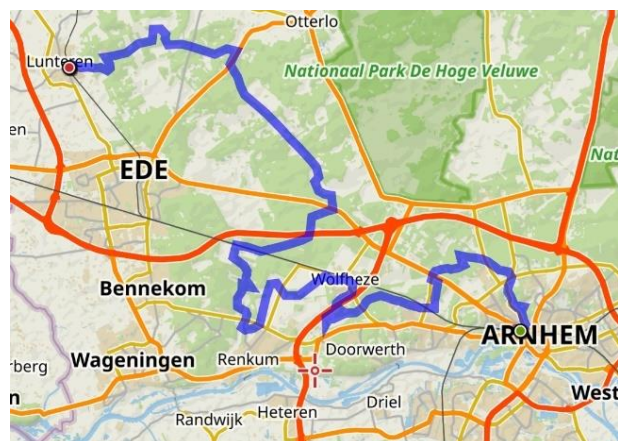 Otterlo
Lunteren
Nationaal Park De Hoge Veluwe
en
Nat
EDE
Wolfheze
Bennekom
ARNHEM
Doorwerth
Renkum
Wageningen
rberg
West
n
Driel
Heteren
Randwijk